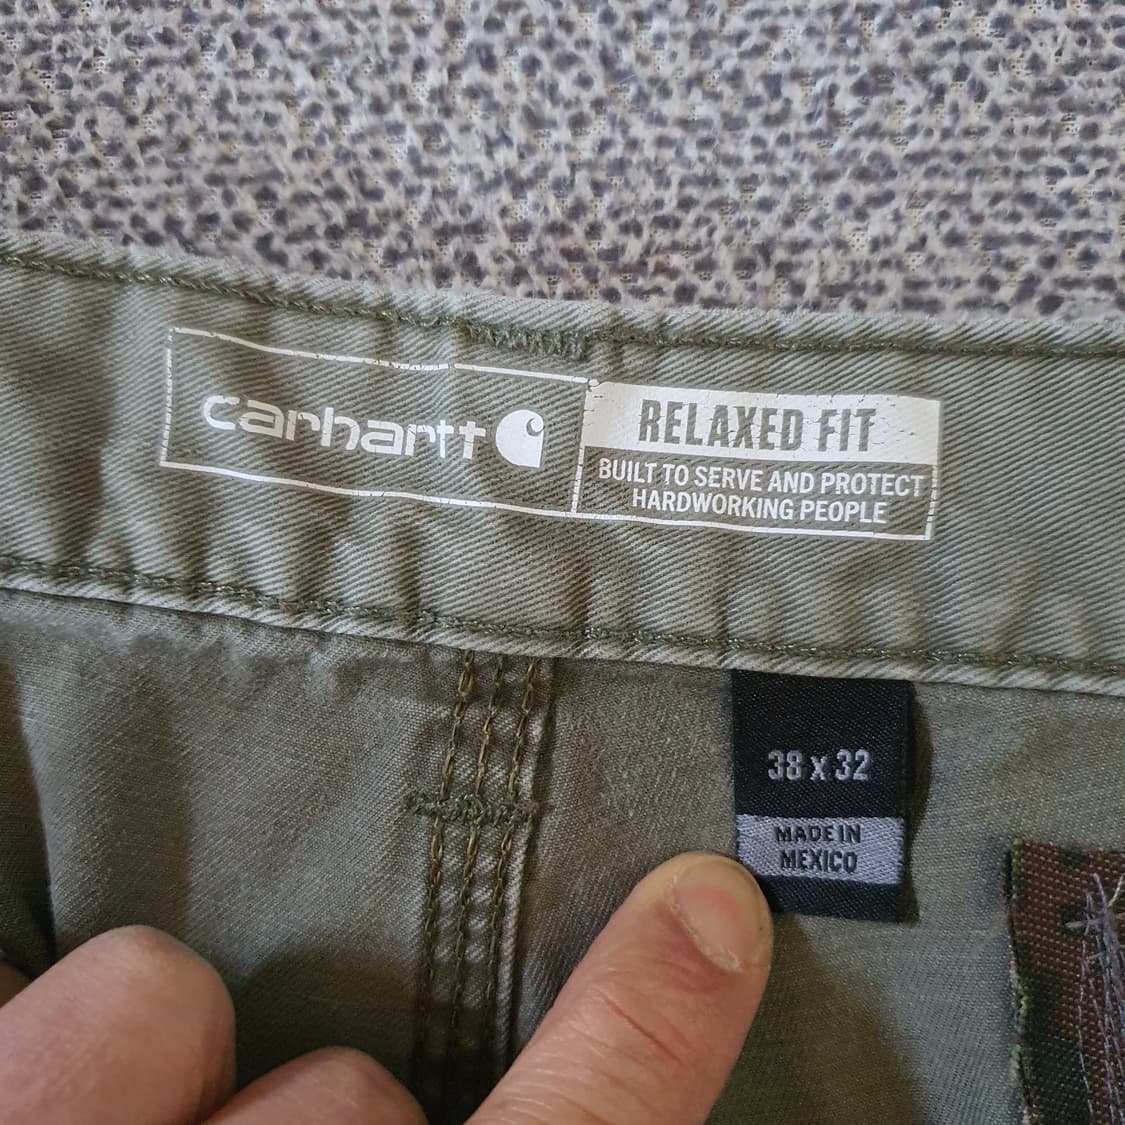 carhartt
RELAXED FIT
BUILT TO SERVE AND PROTECT
HARDWORKING PEOPLE
38 x 32
MADE IN
MEXICO